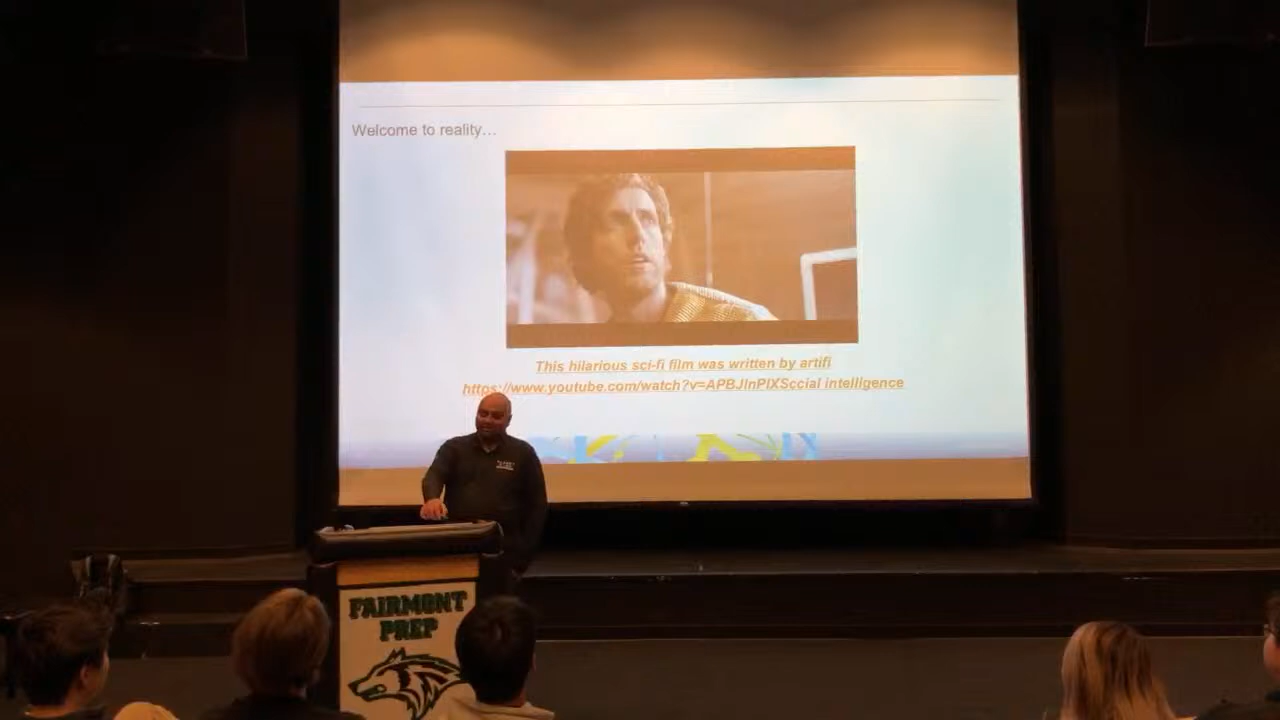 Welcome to reality…
This hilarious sci-fi film was written by artifi
https://www.youtube.com/watch?v=APBJlnPlXSccial intelligence
FAIRMONT
PREP